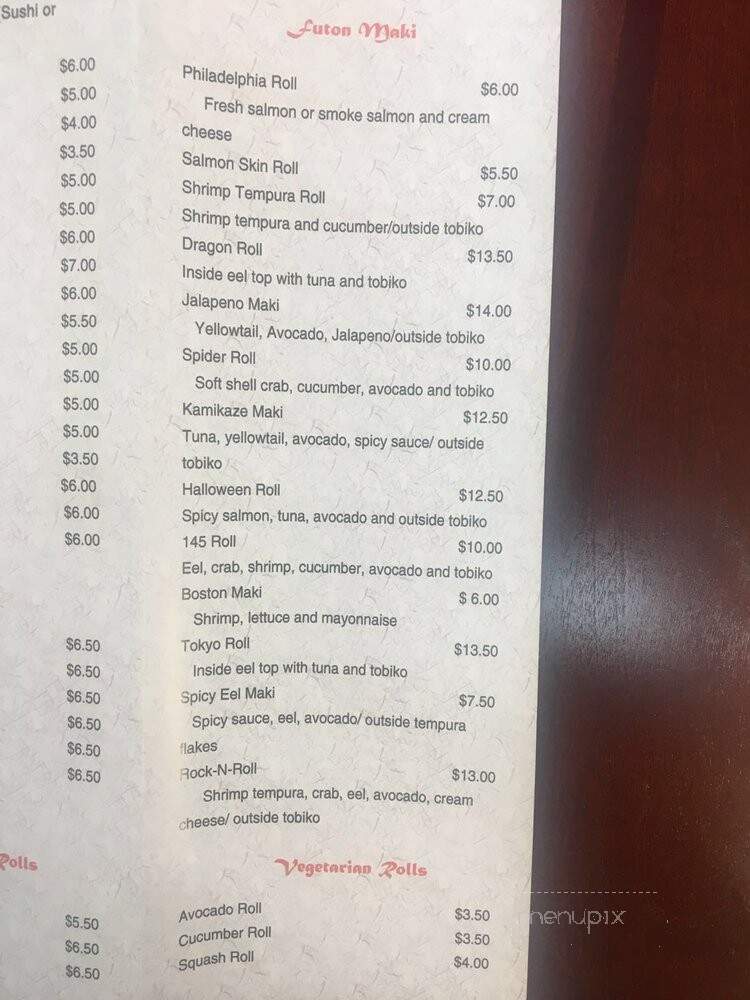 Sushi or
$6.00
$5.00
$4.00
$3.50
$5.00
$5.00
$6.00
$7.00
$6.00
$5.50
$5.00
$5.00
$5.00
$5.00
$3.50
$6.00
$6.00
$6.00
$6.50
$6.50
$6.50
$6.50
$6.50
$6.50
Rolls
$5.50
$6.50
$6.50
Futon Maki
Philadelphia Roll $6.00
Fresh salmon or smoke salmon and cream
cheese
Salmon Skin Roll $5.50
Shrimp Tempura Roll $7.00
Shrimp tempura and cucumber/outside tobiko
Dragon Roll $13.50
Inside eel top with tuna and tobiko
Jalapeno Maki $14.00
Yellowtail, Avocado, Jalapeno/outside tobiko
Spider Roll $10.00
Soft shell crab, cucumber, avocado and tobiko
Kamikaze Maki $12.50
Tuna, yellowtail, avocado, spicy sauce/ outside
tobiko
Halloween Roll $12.50
Spicy salmon, tuna, avocado and outside tobiko
145 Roll $10.00
Eel, crab, shrimp, cucumber, avocado and tobiko
Boston Maki $ 6.00
Shrimp, lettuce and mayonnaise
Tokyo Roll $13.50
Inside eel top with tuna and tobiko
Spicy Eel Maki $7.50
Spicy sauce, eel, avocado/ outside tempura
flakes
Rock-N-Roll $13.00
Shrimp tempura, crab, eel, avocado, cream
cheese/ outside tobiko
Vegetarian Rolls
Avocado Roll $3.50
Cucumber Roll $3.50
Squash Roll $4.00
menupix